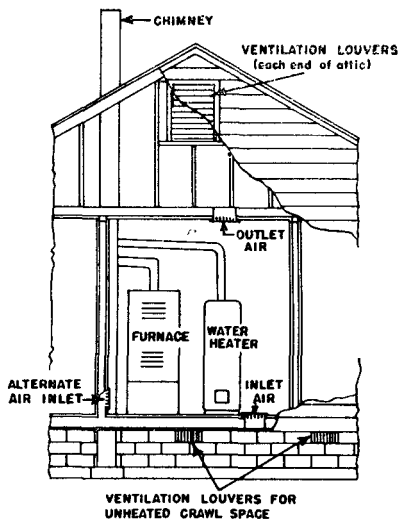 CHIMNEY
VENTILATION LOUVERS
(each end of attic)
OUTLET
AIR
FURNACE
WATER
HEATER
ALTERNATE
AIR INLET
INLET
AIR
VENTILATION LOUVERS FOR
UNHEATED CRAWL SPACE